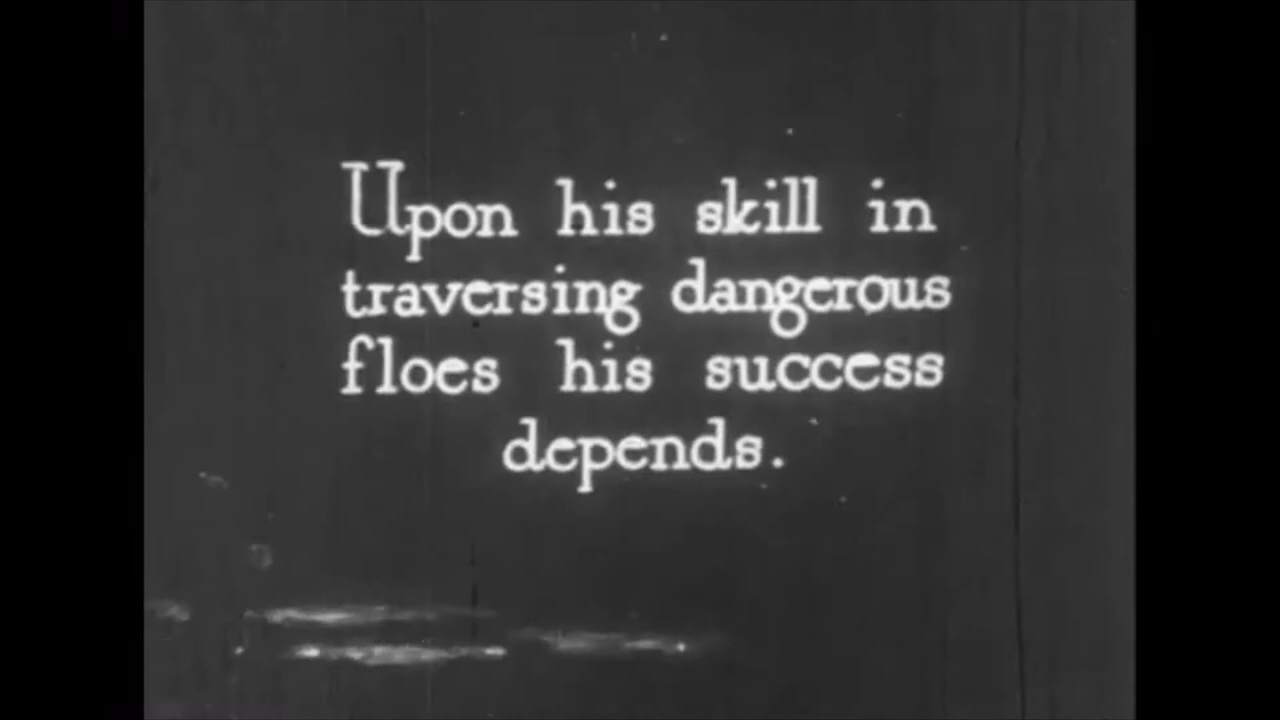 Upon his skill in
traversing dangerous
floes his success
depends.